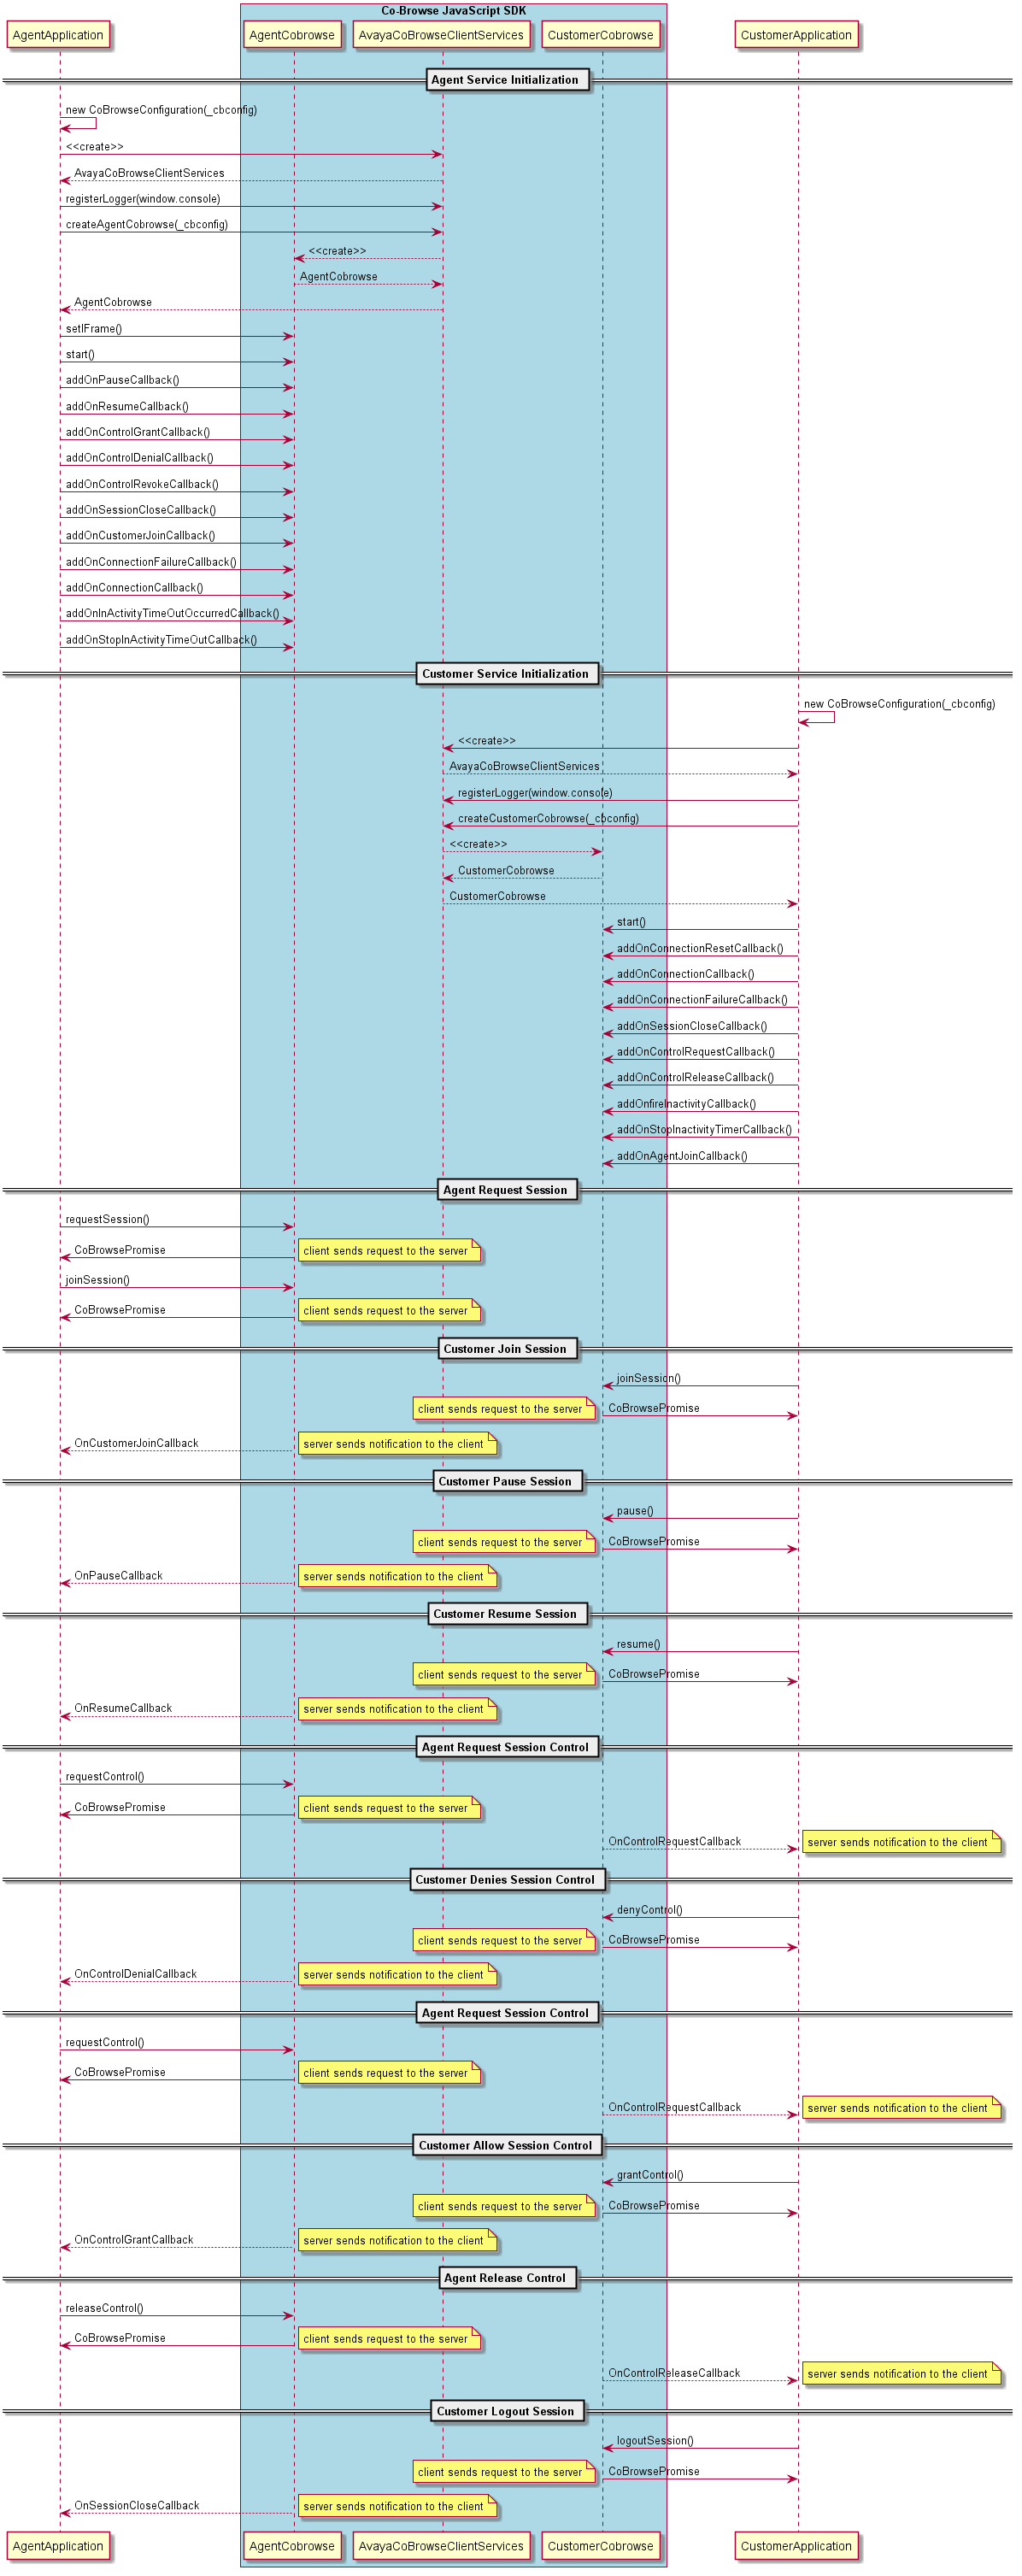 Co-Browse JavaScript SDK
AgentApplication
AgentCobrowse
AvayaCoBrowseClientServices
CustomerCobrowse
CustomerApplication
Agent Service Initialization
new CoBrowseConfiguration(_cbconfig)
<<create>>
AvayaCoBrowseClientServices
registerLogger(window.console)
createAgentCobrowse(_cbconfig)
<<create>>
AgentCobrowse
AgentCobrowse
setIFrame()
start()
addOnPauseCallback()
addOnResumeCallback()
addOnControlGrantCallback()
addOnControlDenialCallback()
addOnControlRevokeCallback()
addOnSessionCloseCallback()
addOnCustomerJoinCallback()
addOnConnectionFailureCallback()
addOnConnectionCallback()
addOnInActivityTimeOutOccurredCallback()
addOnStopInActivityTimeOutCallback()
Customer Service Initialization
new CoBrowseConfiguration(_cbconfig)
<<create>>
AvayaCoBrowseClientServices
registerLogger(window.console)
createCustomerCobrowse(_cbconfig)
<<create>>
CustomerCobrowse
CustomerCobrowse
start()
addOnConnectionResetCallback()
addOnConnectionCallback()
addOnConnectionFailureCallback()
addOnSessionCloseCallback()
addOnControlRequestCallback()
addOnControlReleaseCallback()
addOnfireInactivityCallback()
addOnStopInactivityTimerCallback()
addOnAgentJoinCallback()
Agent Request Session
requestSession()
CoBrowsePromise
client sends request to the server
joinSession()
CoBrowsePromise
client sends request to the server
Customer Join Session
joinSession()
client sends request to the server
CoBrowsePromise
OnCustomerJoinCallback
server sends notification to the client
Customer Pause Session
pause()
client sends request to the server
CoBrowsePromise
OnPauseCallback
server sends notification to the client
Customer Resume Session
resume()
client sends request to the server
CoBrowsePromise
OnResumeCallback
server sends notification to the client
Agent Request Session Control
requestControl()
CoBrowsePromise
client sends request to the server
OnControlRequestCallback
server sends notification to the client
Customer Denies Session Control
denyControl()
client sends request to the server
CoBrowsePromise
OnControlDenialCallback
server sends notification to the client
Agent Request Session Control
requestControl()
CoBrowsePromise
client sends request to the server
OnControlRequestCallback
server sends notification to the client
Customer Allow Session Control
grantControl()
client sends request to the server
CoBrowsePromise
OnControlGrantCallback
server sends notification to the client
Agent Release Control
releaseControl()
CoBrowsePromise
client sends request to the server
OnControlReleaseCallback
server sends notification to the client
Customer Logout Session
logoutSession()
client sends request to the server
CoBrowsePromise
OnSessionCloseCallback
server sends notification to the client
AgentApplication
AgentCobrowse
AvayaCoBrowseClientServices
CustomerCobrowse
CustomerApplication